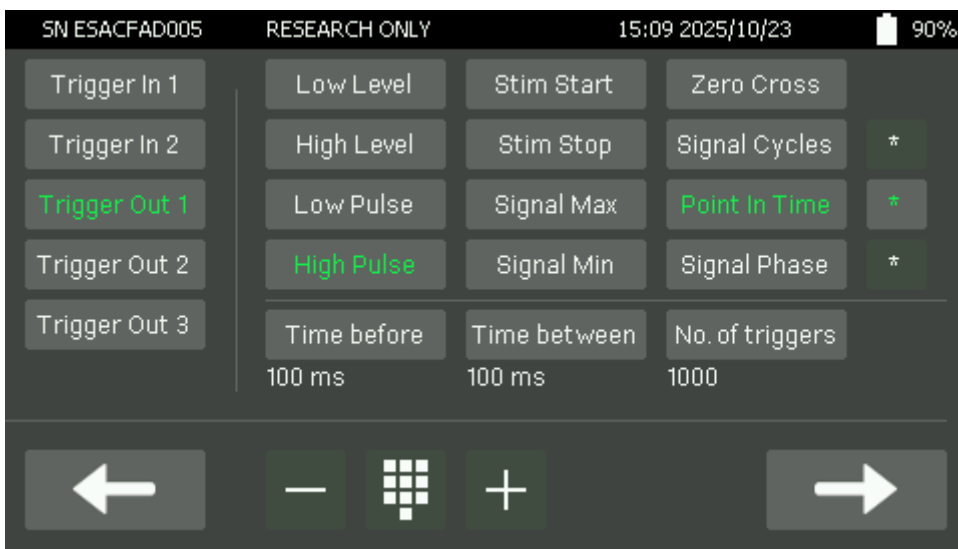 SN ESACFAD005 RESEARCH ONLY 15:09 2025/10/23 90%
Trigger In 1 Low Level Stim Start Zero Cross
Trigger In 2 High Level Stim Stop Signal Cycles *
Trigger Out 1 Low Pulse Signal Max Point In Time *
Trigger Out 2 High Pulse Signal Min Signal Phase *
Trigger Out 3 Time before Time between No. of triggers
100 ms 100 ms 1000